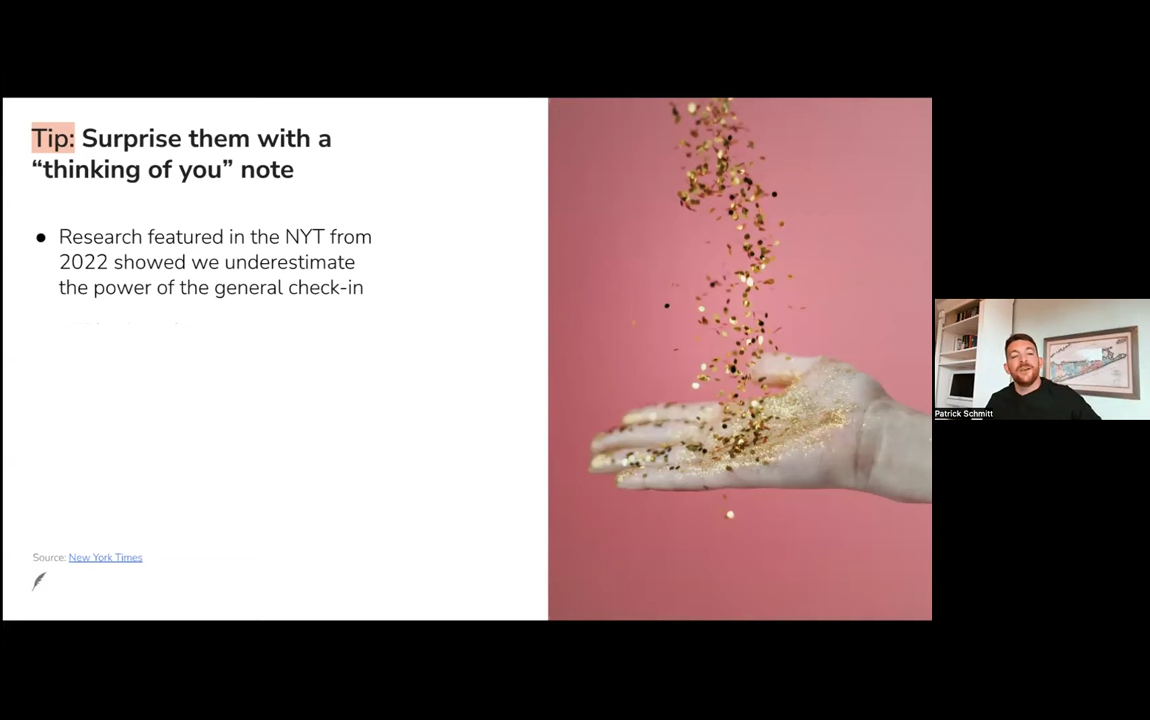 Tip: Surprise them with a
“thinking of you” note
● Research featured in the NYT from
2022 showed we underestimate
the power of the general check-in
Source: New York Times
Patrick Schmitt